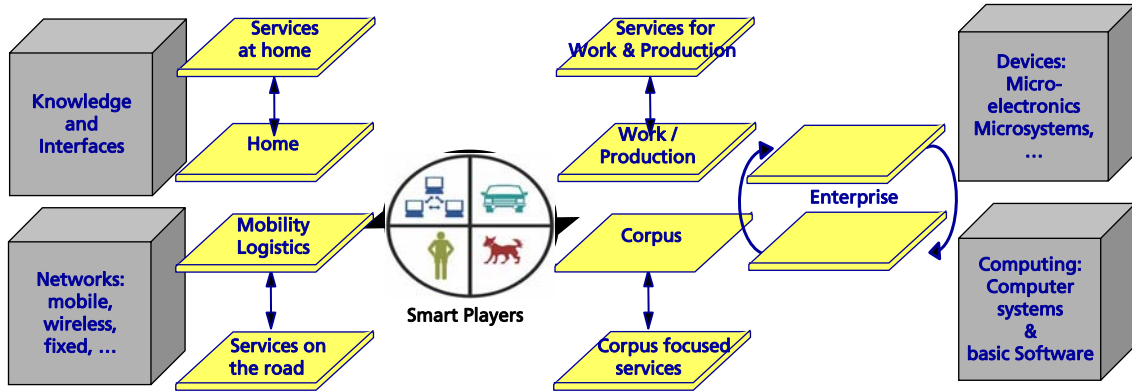 Services
at home
Services for
Work & Production
Knowledge
and
Interfaces
Devices:
Micro-
electronics
Microsystems,
...
Home
Work /
Production
Enterprise
Mobility
Logistics
Corpus
Networks:
mobile,
wireless,
fixed, ...
Computing:
Computer
systems
&
basic Software
Smart Players
Services on
the road
Corpus focused
services